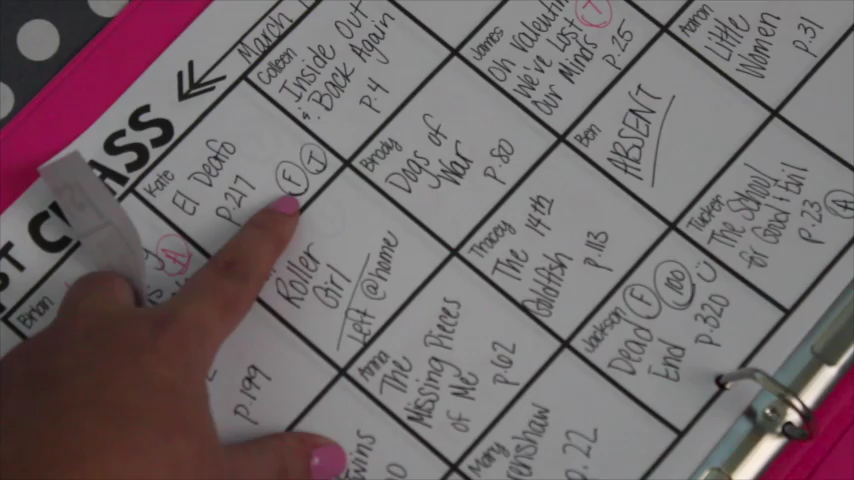 March
Colleen
Inside Out
& Back Again
P.4
James
Oh Valentine
We've Lost
Our Minds
P.25
T
Aaron
Little
Women
P.31
CLASS
Kate
El Deafo
P.217
F T
Brody
Dogs of
War
P.80
Ben
ABSENT
Brian
A
Roller
Girl
left @home
Tracey
The 14th
Goldfish
P.113
Tucker
The School
for Good & Evil
P.23
A
P.199
Anna
The
Missing Pieces
of Me
P.62
Jackson
Dead
End
F
100
P.320
Mary
P.22